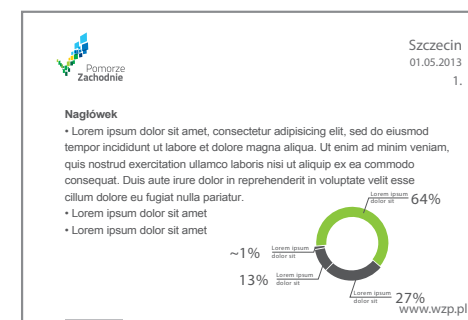 Szczecin
01.05.2013
1.
Pomorze
Zachodnie
Nagłówek
• Lorem ipsum dolor sit amet, consectetur adipisicing elit, sed do eiusmod
tempor incididunt ut labore et dolore magna aliqua. Ut enim ad minim veniam,
quis nostrud exercitation ullamco laboris nisi ut aliquip ex ea commodo
consequat. Duis aute irure dolor in reprehenderit in voluptate velit esse
cillum dolore eu fugiat nulla pariatur.
• Lorem ipsum dolor sit amet
• Lorem ipsum dolor sit amet
Lorem ipsum
dolor sit
64%
~1%
Lorem ipsum
dolor sit
13%
Lorem ipsum
dolor sit
Lorem ipsum
dolor sit
27%
www.wzp.pl